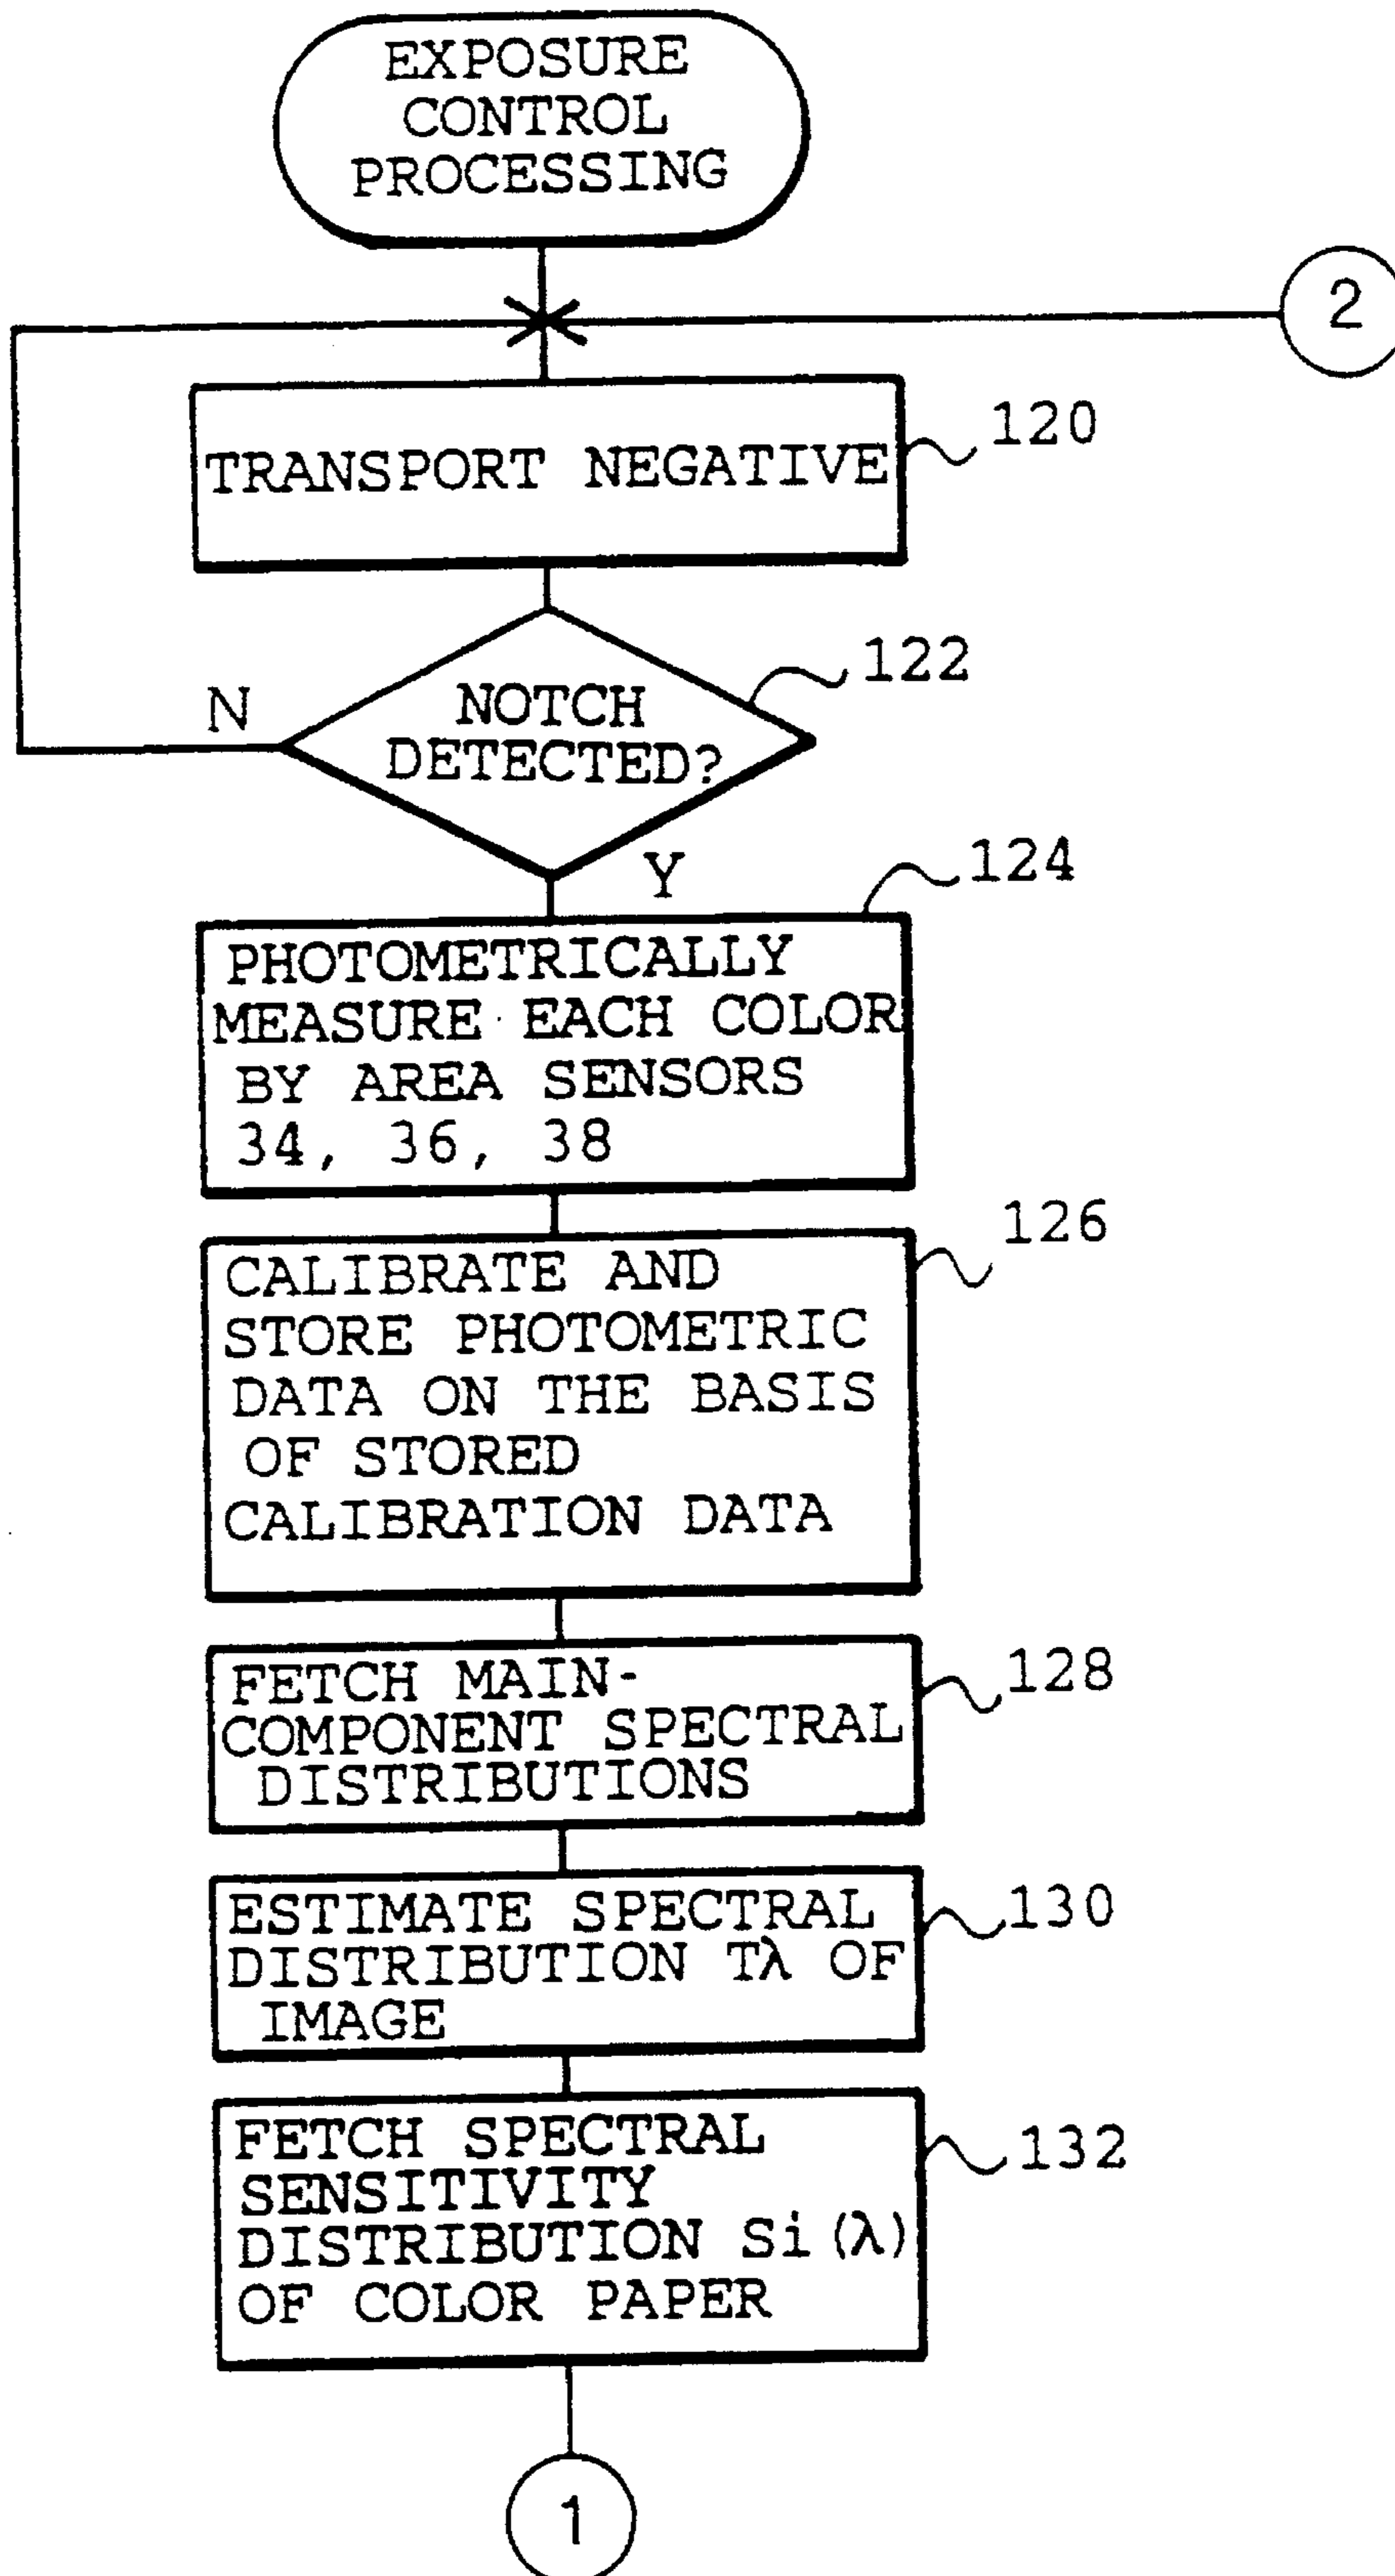 EXPOSURE
CONTROL
PROCESSING
2
TRANSPORT NEGATIVE
120
NOTCH
DETECTED?
122
N
Y
124
PHOTOMETRICALLY
MEASURE EACH COLOR
BY AREA SENSORS
34, 36, 38
126
CALIBRATE AND
STORE PHOTOMETRIC
DATA ON THE BASIS
OF STORED
CALIBRATION DATA
128
FETCH MAIN-
COMPONENT SPECTRAL
DISTRIBUTIONS
130
ESTIMATE SPECTRAL
DISTRIBUTION Tλ OF
IMAGE
132
FETCH SPECTRAL
SENSITIVITY
DISTRIBUTION Si(λ)
OF COLOR PAPER
1